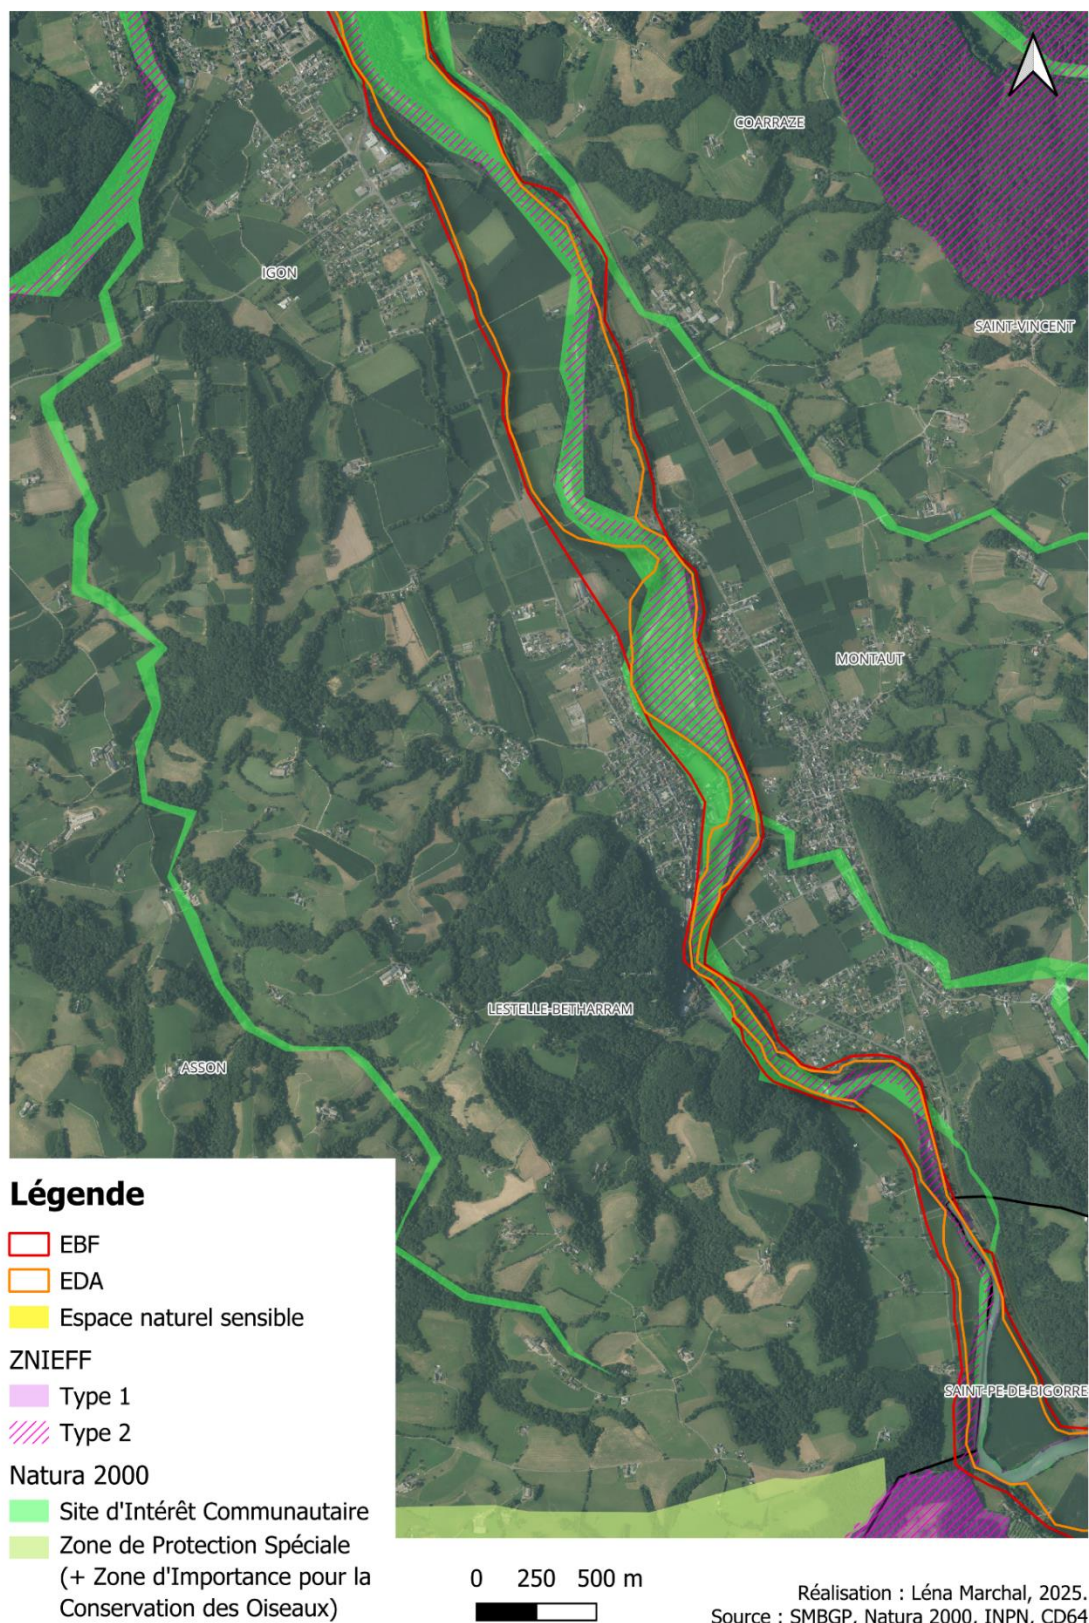 COARRAZE
IGON
SAINT-VINCENT
MONTAUT
LESTELLE-BETHARRAM
ASSON
SAINT-PE-DE-BIGORRE
Légende
EBF
EDA
Espace naturel sensible
ZNIEFF
Type 1
Type 2
Natura 2000
Site d'Intérêt Communautaire
Zone de Protection Spéciale
(+ Zone d'Importance pour la
Conservation des Oiseaux)
0 250 500 m
Réalisation : Léna Marchal, 2025.
Source : SMBGP, Natura 2000, INPN, CD64